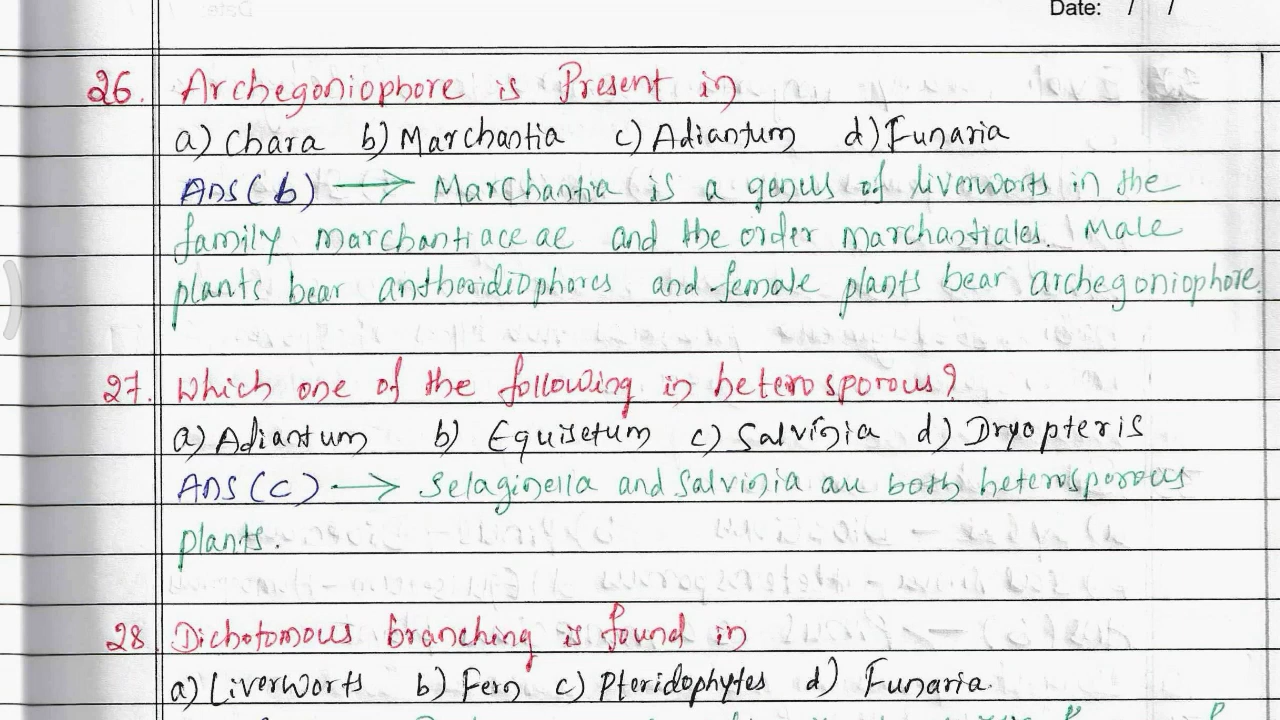 Date: / /
26. Archegoniophore is Present in
a) Chara b) Marchantia c) Adiantum d) Funaria
Ans (b) → Marchantia is a genus of liverworts in the
family marchantiaceae and the order marchantiales. Male
plants bear antheridiophores and female plants bear archegoniophore.
27. Which one of the following is heterosporous?
a) Adiantum b) Equisetum c) Salvinia d) Dryopteris
Ans (c) → Selaginella and Salvinia are both heterosporous
plants.
28 Dichotomous branching is found in
a) Liverworts b) Fern c) Pteridophytes d) Funaria.